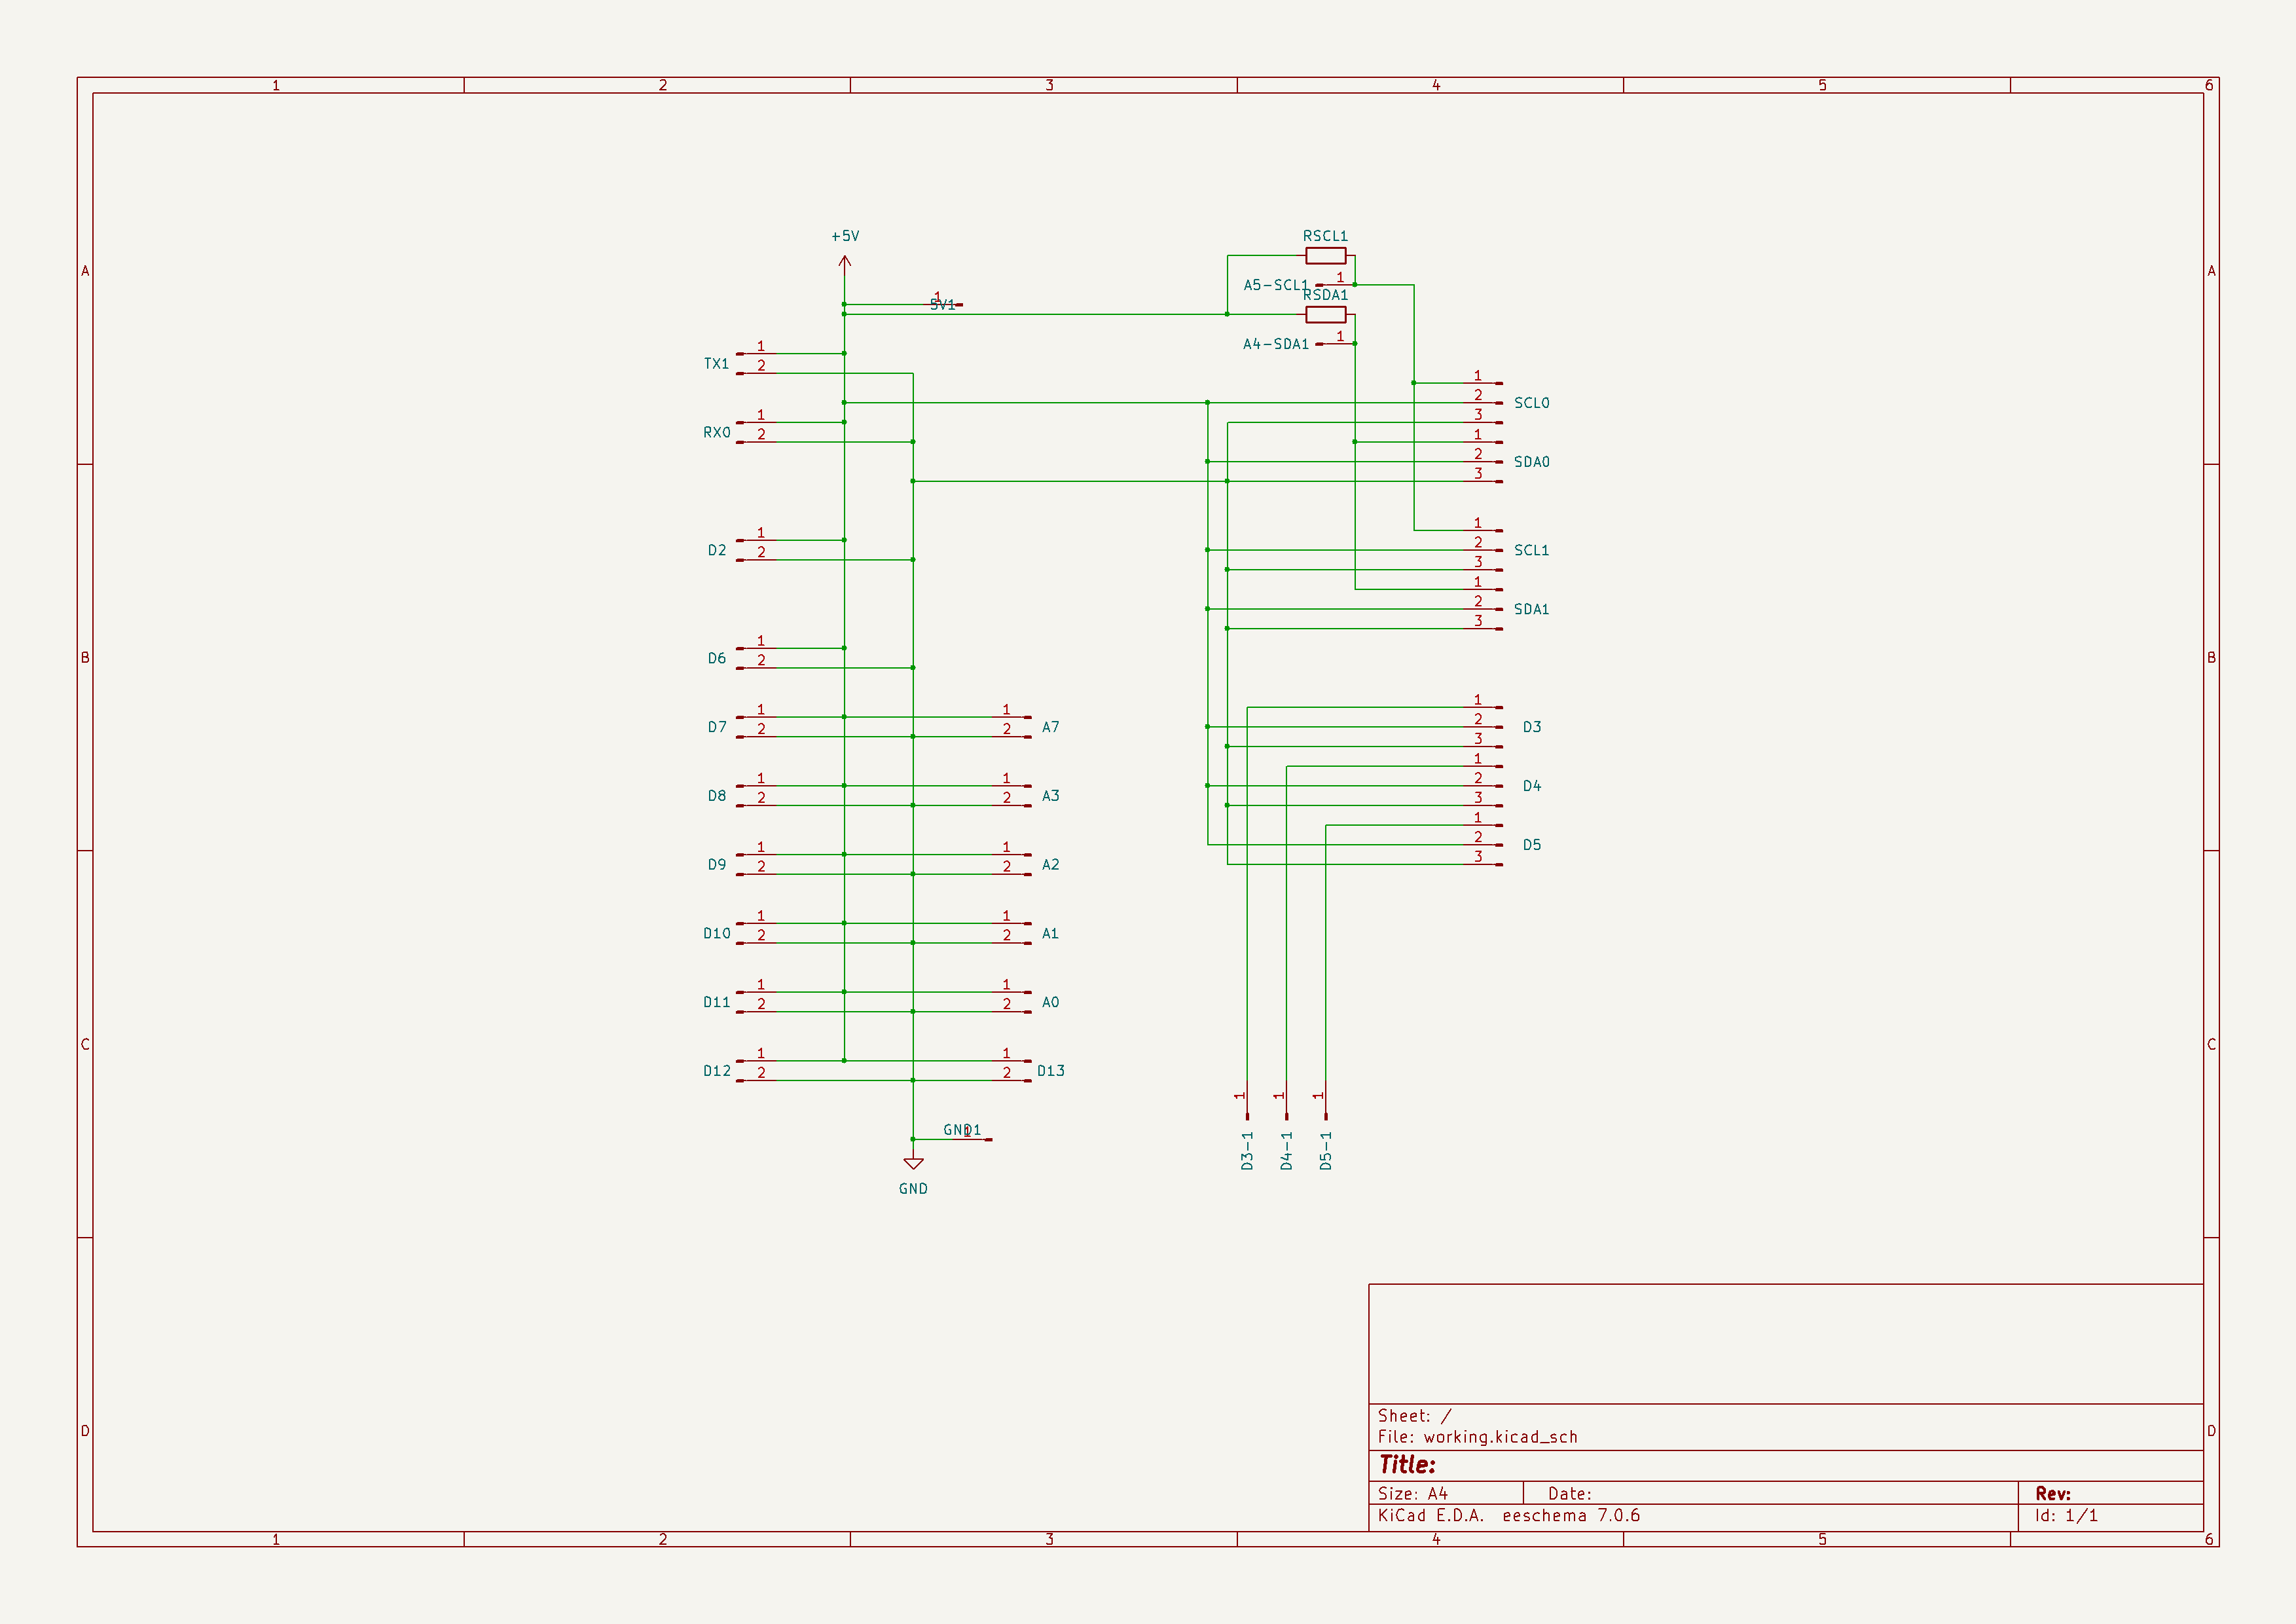 1 2 3 4 5 6
A A
+5V
RSCL1
1
A5-SCL1
RSDA1
1
5V1
1
A4-SDA1
1
TX1
2
1
2 SCL0
3
1
RX0
2
1
2 SDA0
3
B B
1
D2
2
1
2 SCL1
3
1
2 SDA1
3
1
D6
2
1
D7
2
1
A7
2
1
2 D3
3
1
D8
2
1
A3
2
1
2 D4
3
1
D9
2
1
A2
2
1
2 D5
3
1
D10
2
1
A1
2
1
D11
2
1
A0
2
C C
1
D12
2
1
D13
2
1 1 1
GND1
1
D3-1 D4-1 D5-1
GND
D D
Sheet: /
File: working.kicad_sch
Title:
Size: A4 Date: Rev:
KiCad E.D.A. eeschema 7.0.6 Id: 1/1
1 2 3 4 5 6